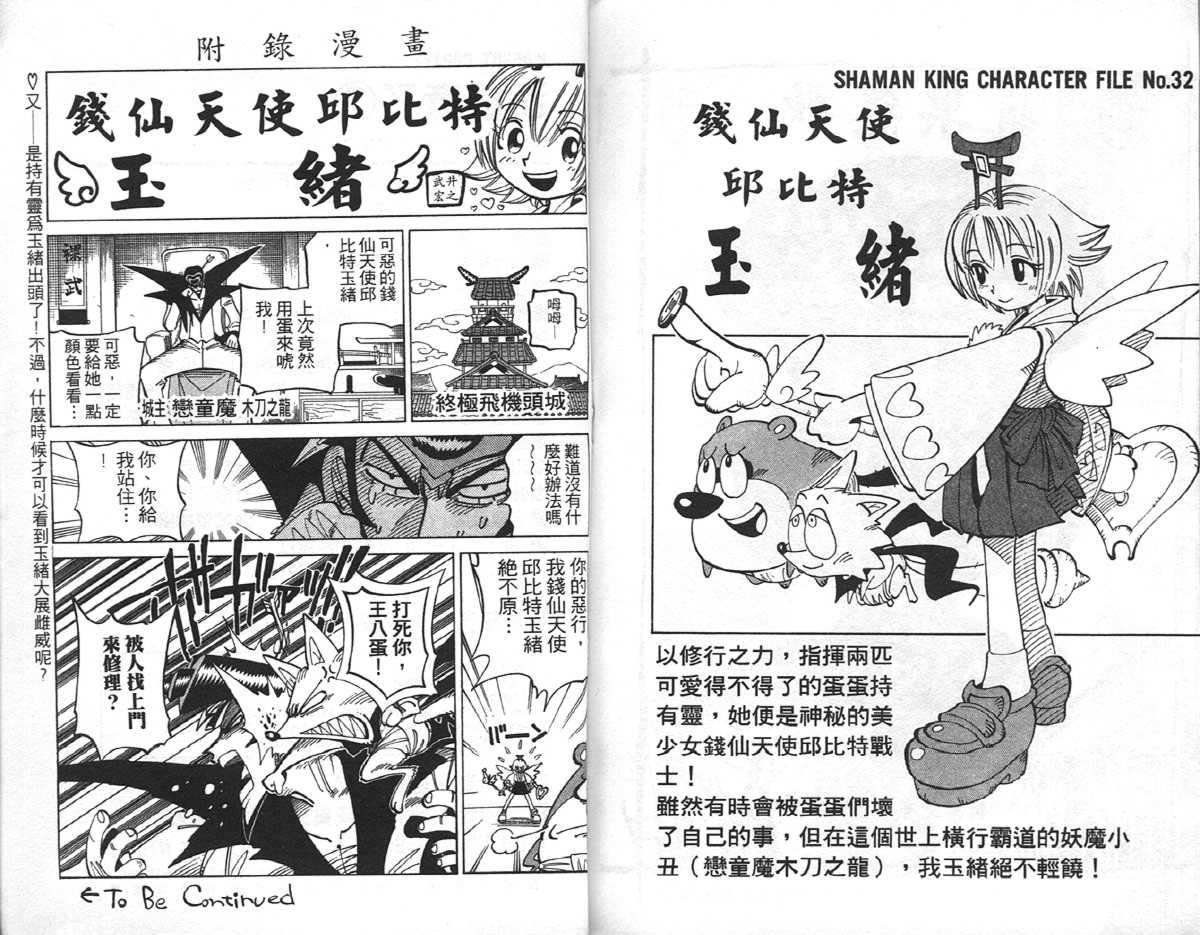 SHAMAN KING CHARACTER FILE No.32
錢仙天使
邱比特
玉緒
以修行之力，指揮兩匹
可愛得不得了的蛋蛋持
有靈，她便是神秘的美
少女錢仙天使邱比特戰
士！
雖然有時會被蛋蛋們壞
了自己的事，但在這個世上橫行霸道的妖魔小
丑（戀童魔木刀之龍），我玉緒絕不輕饒！
附錄漫畫
錢仙天使邱比特
玉緒
武井
宏之
呣呣…
終極飛機頭城
可惡的錢
仙天使邱
比特玉緒
．
上次竟然
用蛋來唬
我！
裸武
可惡，一定
要給她一點
顏色看看…
城主 戀童魔 木刀之龍
難道沒有什
麼好辦法嗎
～～～
你、你給
我站住…
！
你的惡行，
我錢仙天使
邱比特玉緒
絕不原…
ばーン
打死你，
王八蛋！
被人找上門
來修理？
←To Be Continued
♡又──是持有靈為玉緒出頭了！不過，什麼時候才可以看到玉緒大展雌威呢？